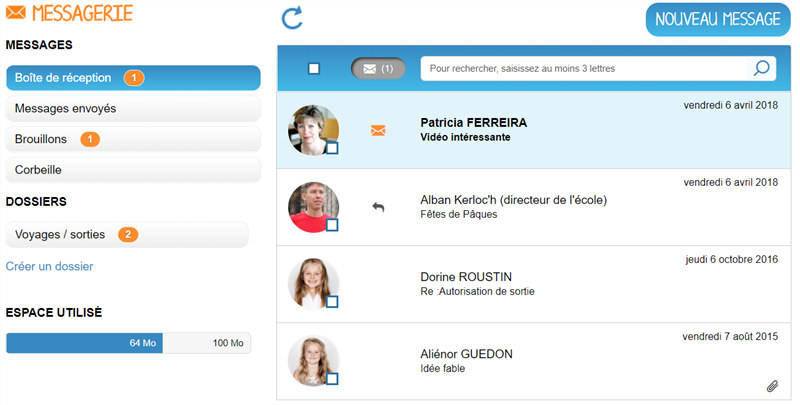 MESSAGERIE
NOUVEAU MESSAGE
MESSAGES
Boîte de réception 1
Messages envoyés
Brouillons 1
Corbeille
DOSSIERS
Voyages / sorties 2
Créer un dossier
ESPACE UTILISÉ
64 Mo 100 Mo
(1) Pour rechercher, saisissez au moins 3 lettres
vendredi 6 avril 2018
Patricia FERREIRA
Vidéo intéressante
vendredi 6 avril 2018
Alban Kerloc'h (directeur de l'école)
Fêtes de Pâques
jeudi 6 octobre 2016
Dorine ROUSTIN
Re :Autorisation de sortie
vendredi 7 août 2015
Aliénor GUEDON
Idée fable